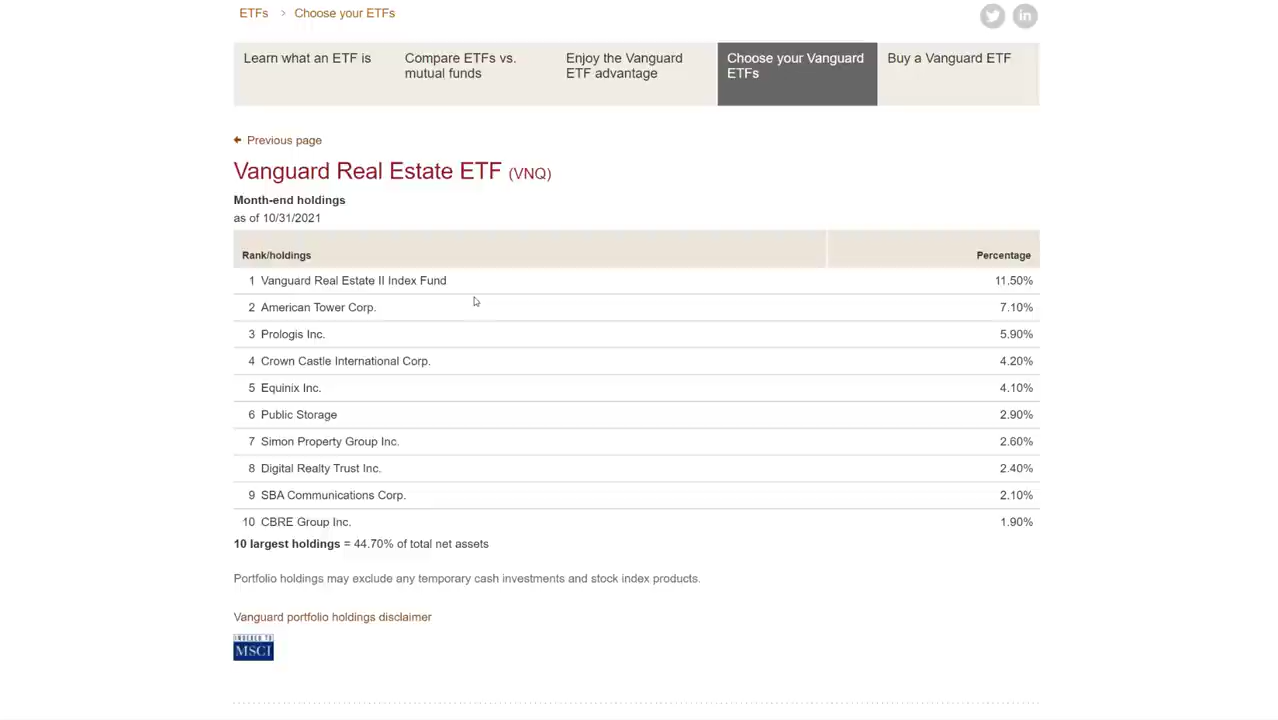 ETFs > Choose your ETFs
Learn what an ETF is
Compare ETFs vs.
mutual funds
Enjoy the Vanguard
ETF advantage
Choose your Vanguard
ETFs
Buy a Vanguard ETF
Previous page
Vanguard Real Estate ETF (VNQ)
Month-end holdings
as of 10/31/2021
Rank/holdings Percentage
1 Vanguard Real Estate II Index Fund 11.50%
2 American Tower Corp. 7.10%
3 Prologis Inc. 5.90%
4 Crown Castle International Corp. 4.20%
5 Equinix Inc. 4.10%
6 Public Storage 2.90%
7 Simon Property Group Inc. 2.60%
8 Digital Realty Trust Inc. 2.40%
9 SBA Communications Corp. 2.10%
10 CBRE Group Inc. 1.90%
10 largest holdings = 44.70% of total net assets
Portfolio holdings may exclude any temporary cash investments and stock index products.
Vanguard portfolio holdings disclaimer
INDEXED TO
MSCI